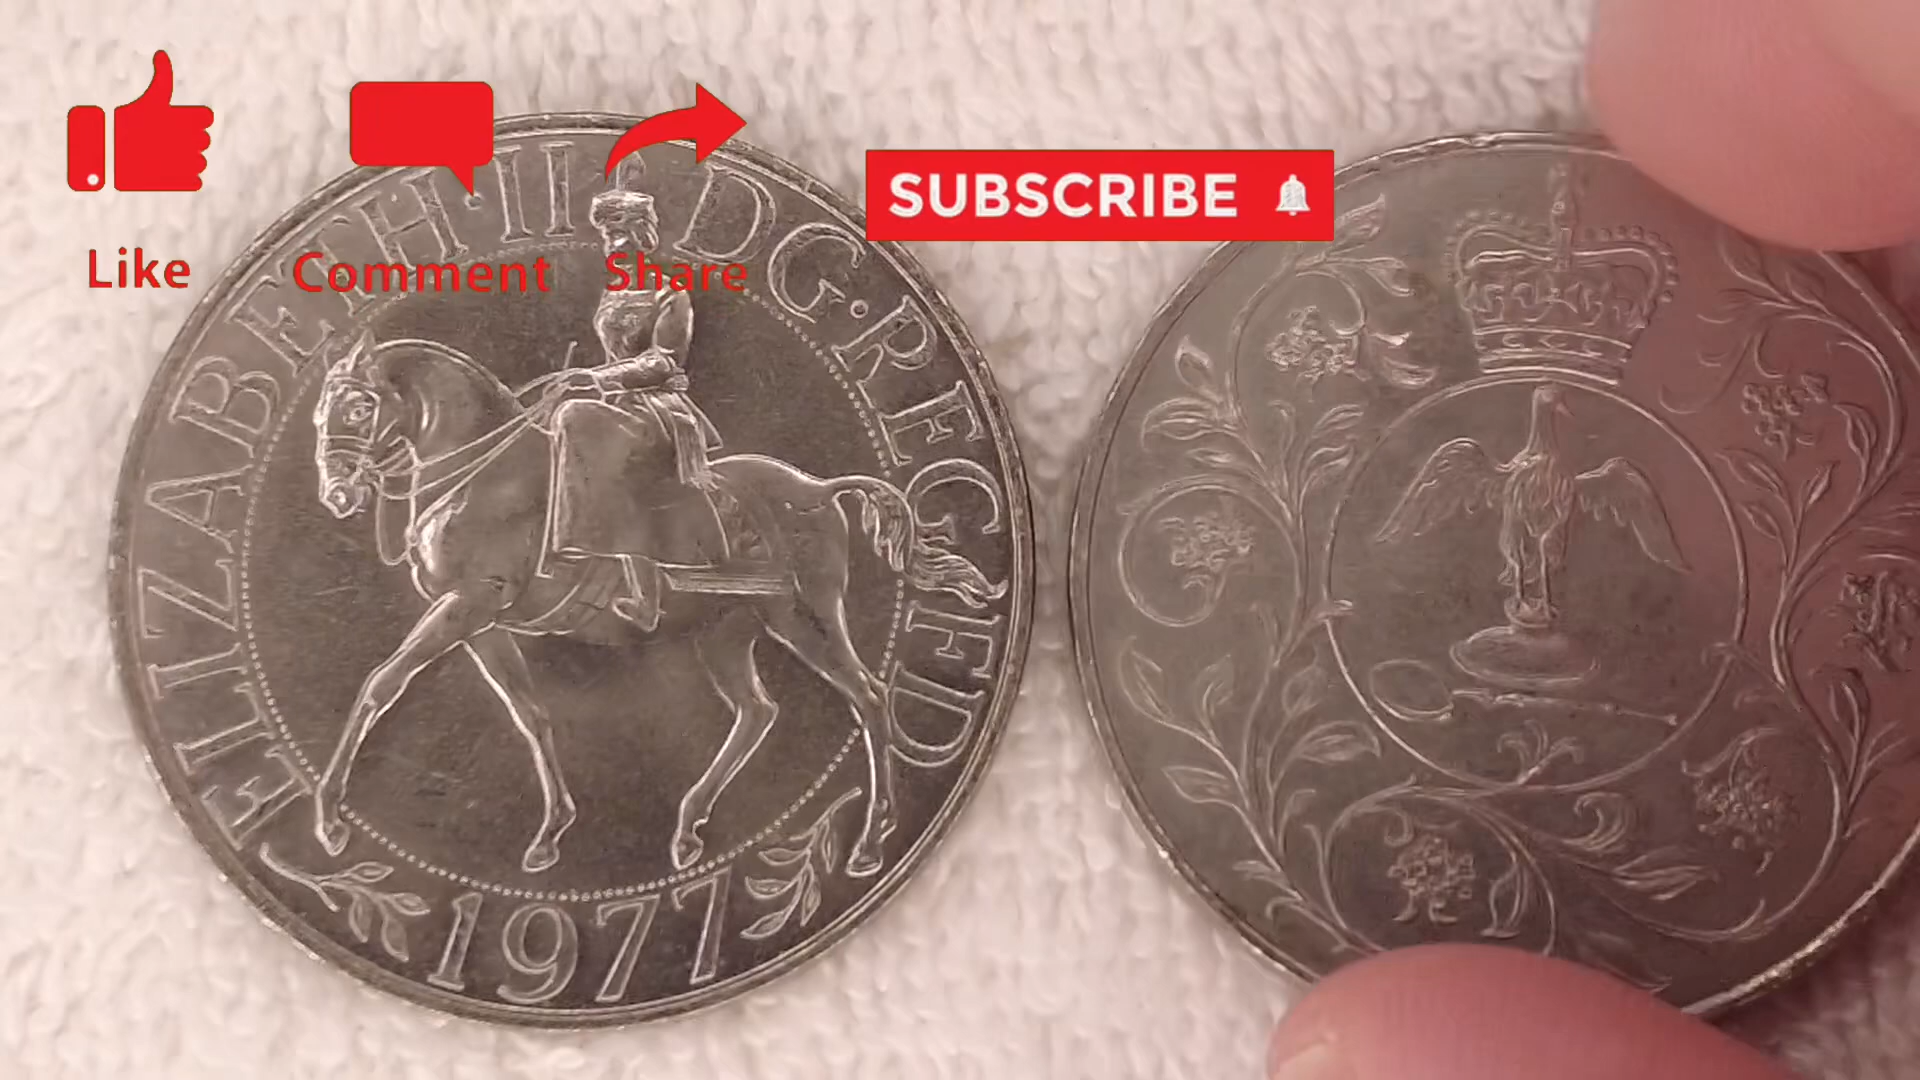 Like
Comment
Share
SUBSCRIBE
ELIZABETH·II DG·REG FD
1977